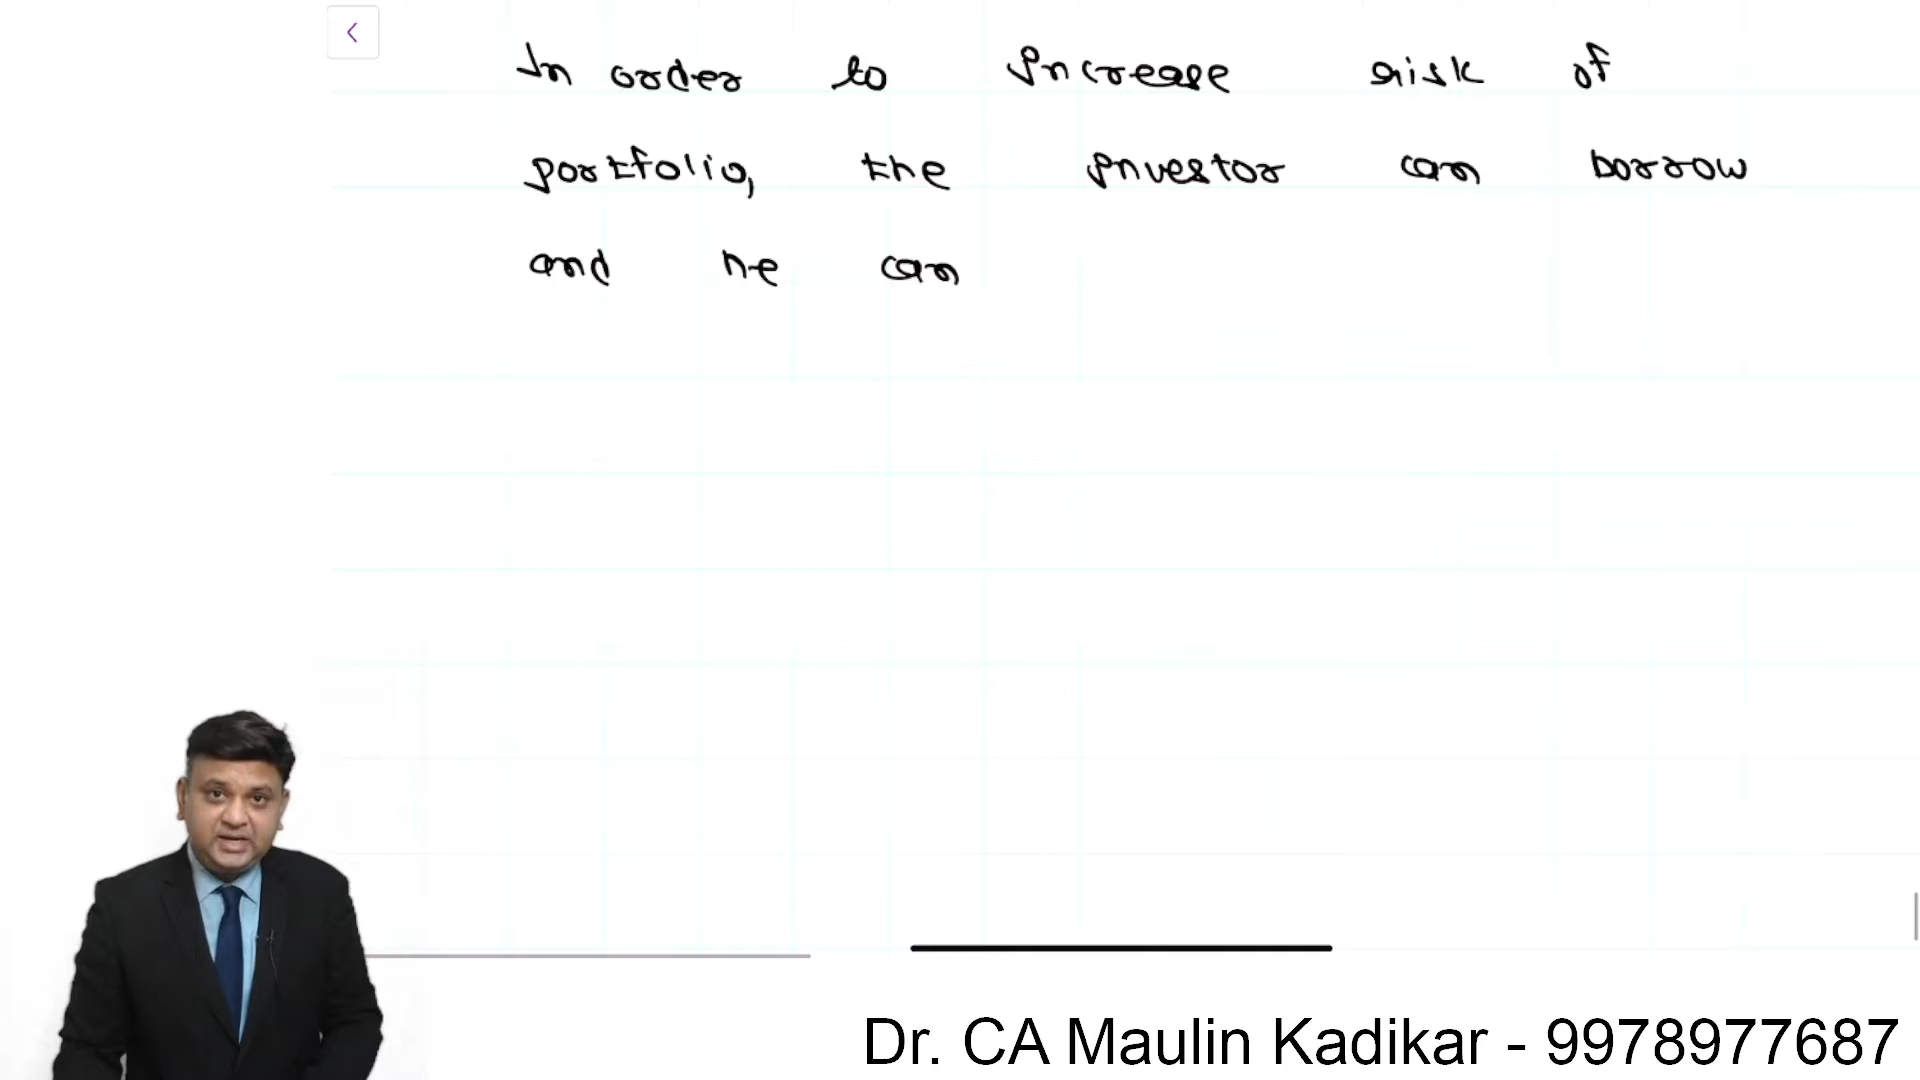 In order to increase risk of
portfolio, the investor can borrow
and he can
Dr. CA Maulin Kadikar - 9978977687